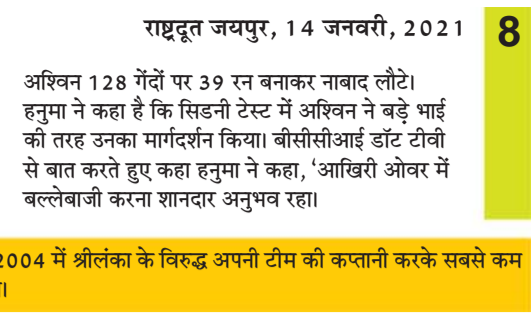 राष्ट्रदूत जयपुर, 14 जनवरी, 2021
8
अश्विन 128 गेंदों पर 39 रन बनाकर नाबाद लौटे।
हनुमा ने कहा है कि सिडनी टेस्ट में अश्विन ने बड़े भाई
की तरह उनका मार्गदर्शन किया। बीसीसीआई डॉट टीवी
से बात करते हुए कहा हनुमा ने कहा, ‘आखिरी ओवर में
बल्लेबाजी करना शानदार अनुभव रहा।
2004 में श्रीलंका के विरुद्ध अपनी टीम की कप्तानी करके सबसे कम